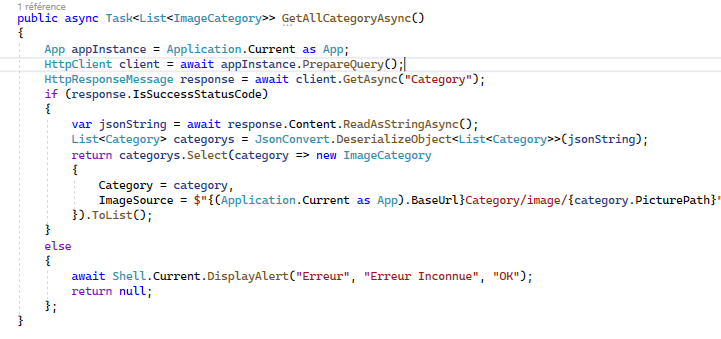 1 référence
public async Task<List<ImageCategory>> GetAllCategoryAsync()
{
App appInstance = Application.Current as App;
HttpClient client = await appInstance.PrepareQuery();
HttpResponseMessage response = await client.GetAsync("Category");
if (response.IsSuccessStatusCode)
{
var jsonString = await response.Content.ReadAsStringAsync();
List<Category> categorys = JsonConvert.DeserializeObject<List<Category>>(jsonString);
return categorys.Select(category => new ImageCategory
{
Category = category,
ImageSource = $"{(Application.Current as App).BaseUrl}Category/image/{category.PicturePath}"
}).ToList();
}
else
{
await Shell.Current.DisplayAlert("Erreur", "Erreur Inconnue", "OK");
return null;
};
}